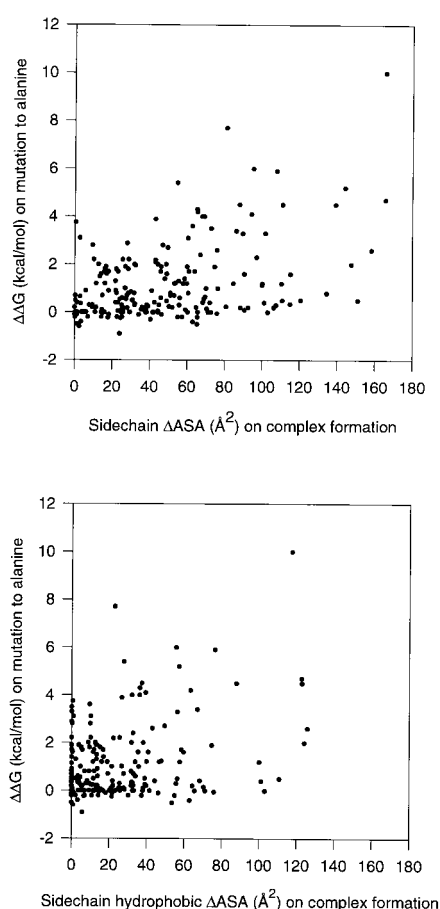 12
10
8
6
4
2
0
-2
ΔΔG (kcal/mol) on mutation to alanine
0 20 40 60 80 100 120 140 160 180
Sidechain ΔASA (Å2) on complex formation
12
10
8
6
4
2
0
-2
ΔΔG (kcal/mol) on mutation to alanine
0 20 40 60 80 100 120 140 160 180
Sidechain hydrophobic ΔASA (Å2) on complex formation